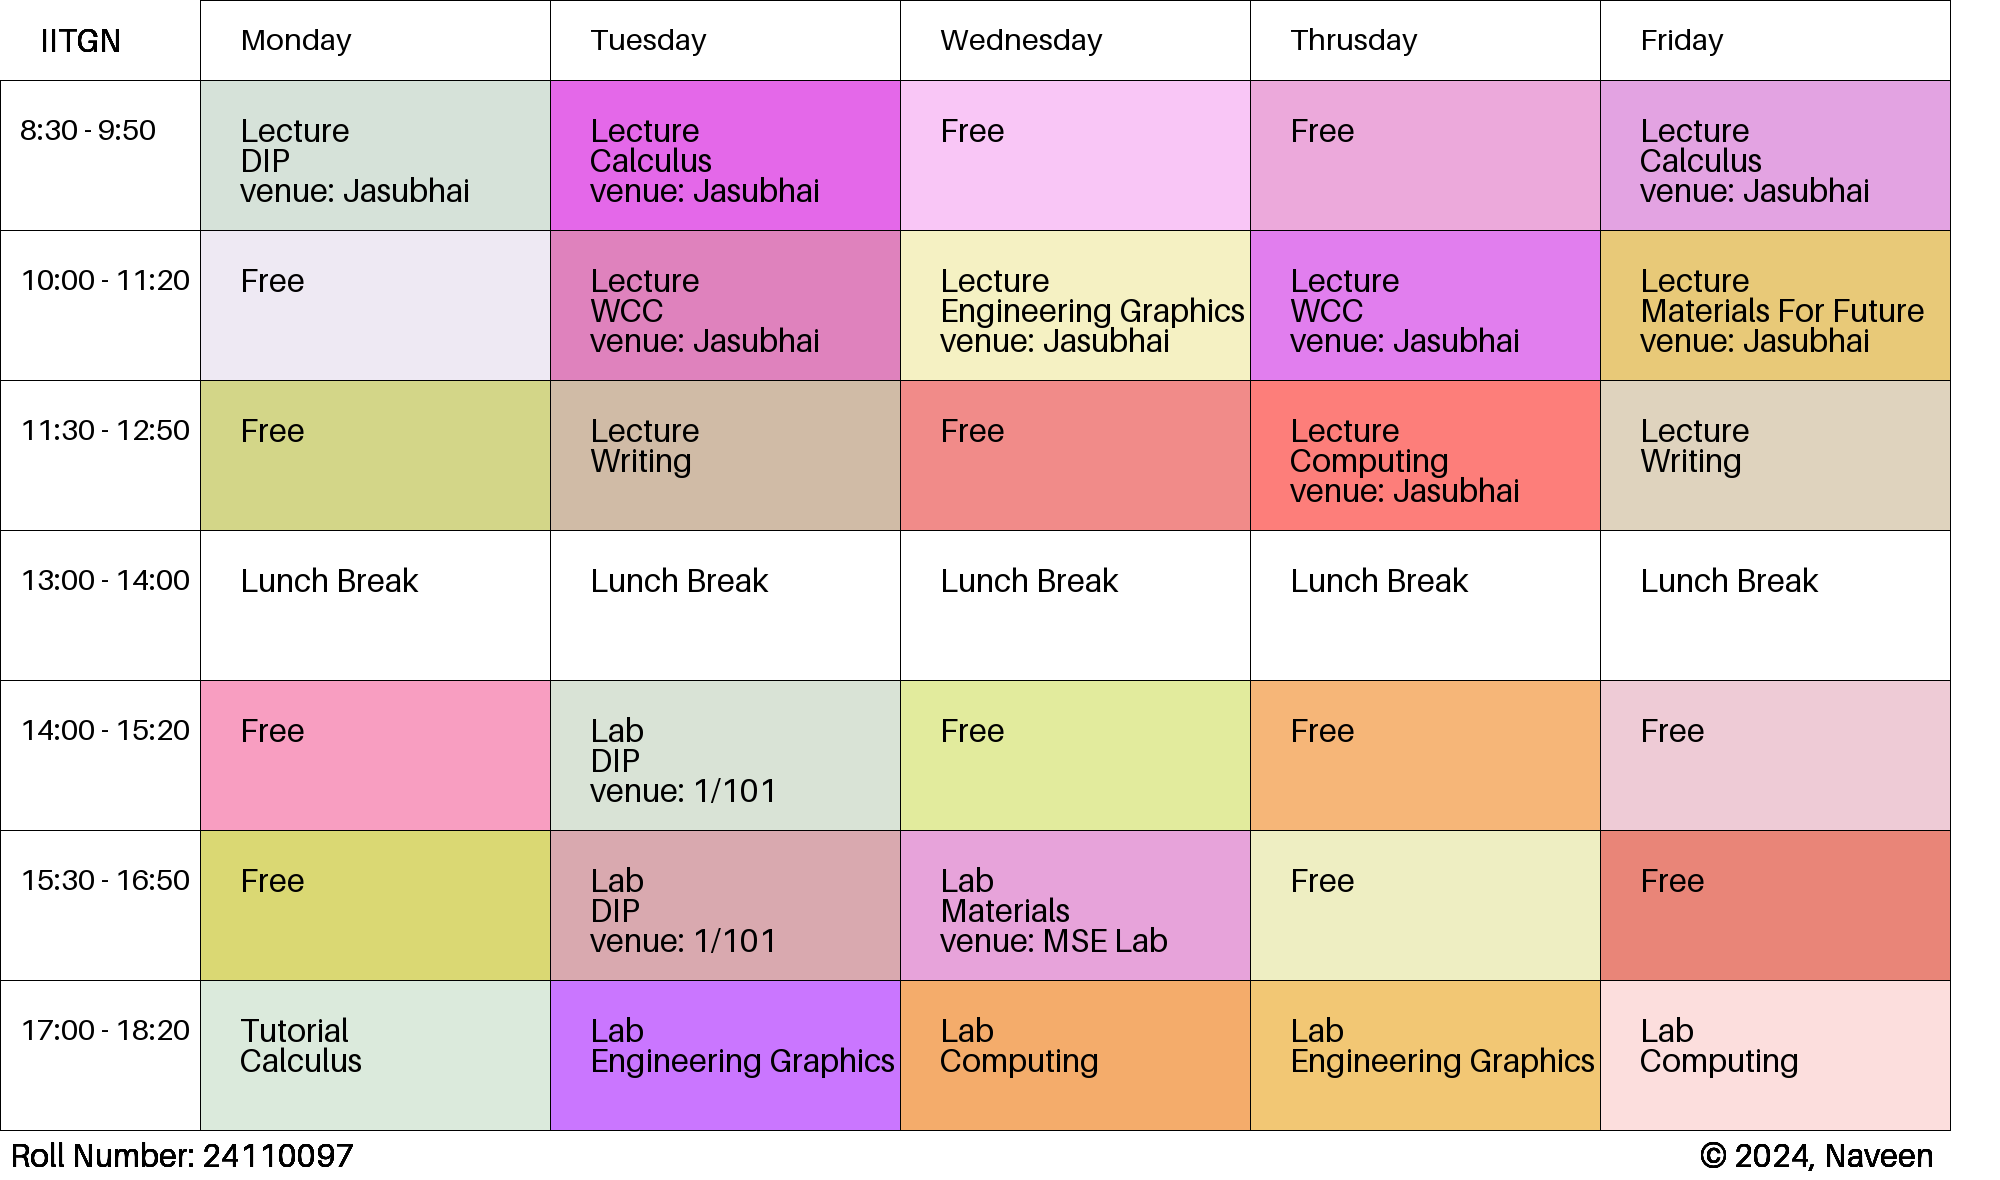 IITGN Monday Tuesday Wednesday Thrusday Friday
8:30 - 9:50
Lecture
DIP
venue: Jasubhai
Lecture
Calculus
venue: Jasubhai
Free
Free
Lecture
Calculus
venue: Jasubhai
10:00 - 11:20
Free
Lecture
WCC
venue: Jasubhai
Lecture
Engineering Graphics
venue: Jasubhai
Lecture
WCC
venue: Jasubhai
Lecture
Materials For Future
venue: Jasubhai
11:30 - 12:50
Free
Lecture
Writing
Free
Lecture
Computing
venue: Jasubhai
Lecture
Writing
13:00 - 14:00
Lunch Break
Lunch Break
Lunch Break
Lunch Break
Lunch Break
14:00 - 15:20
Free
Lab
DIP
venue: 1/101
Free
Free
Free
15:30 - 16:50
Free
Lab
DIP
venue: 1/101
Lab
Materials
venue: MSE Lab
Free
Free
17:00 - 18:20
Tutorial
Calculus
Lab
Engineering Graphics
Lab
Computing
Lab
Engineering Graphics
Lab
Computing
Roll Number: 24110097
© 2024, Naveen